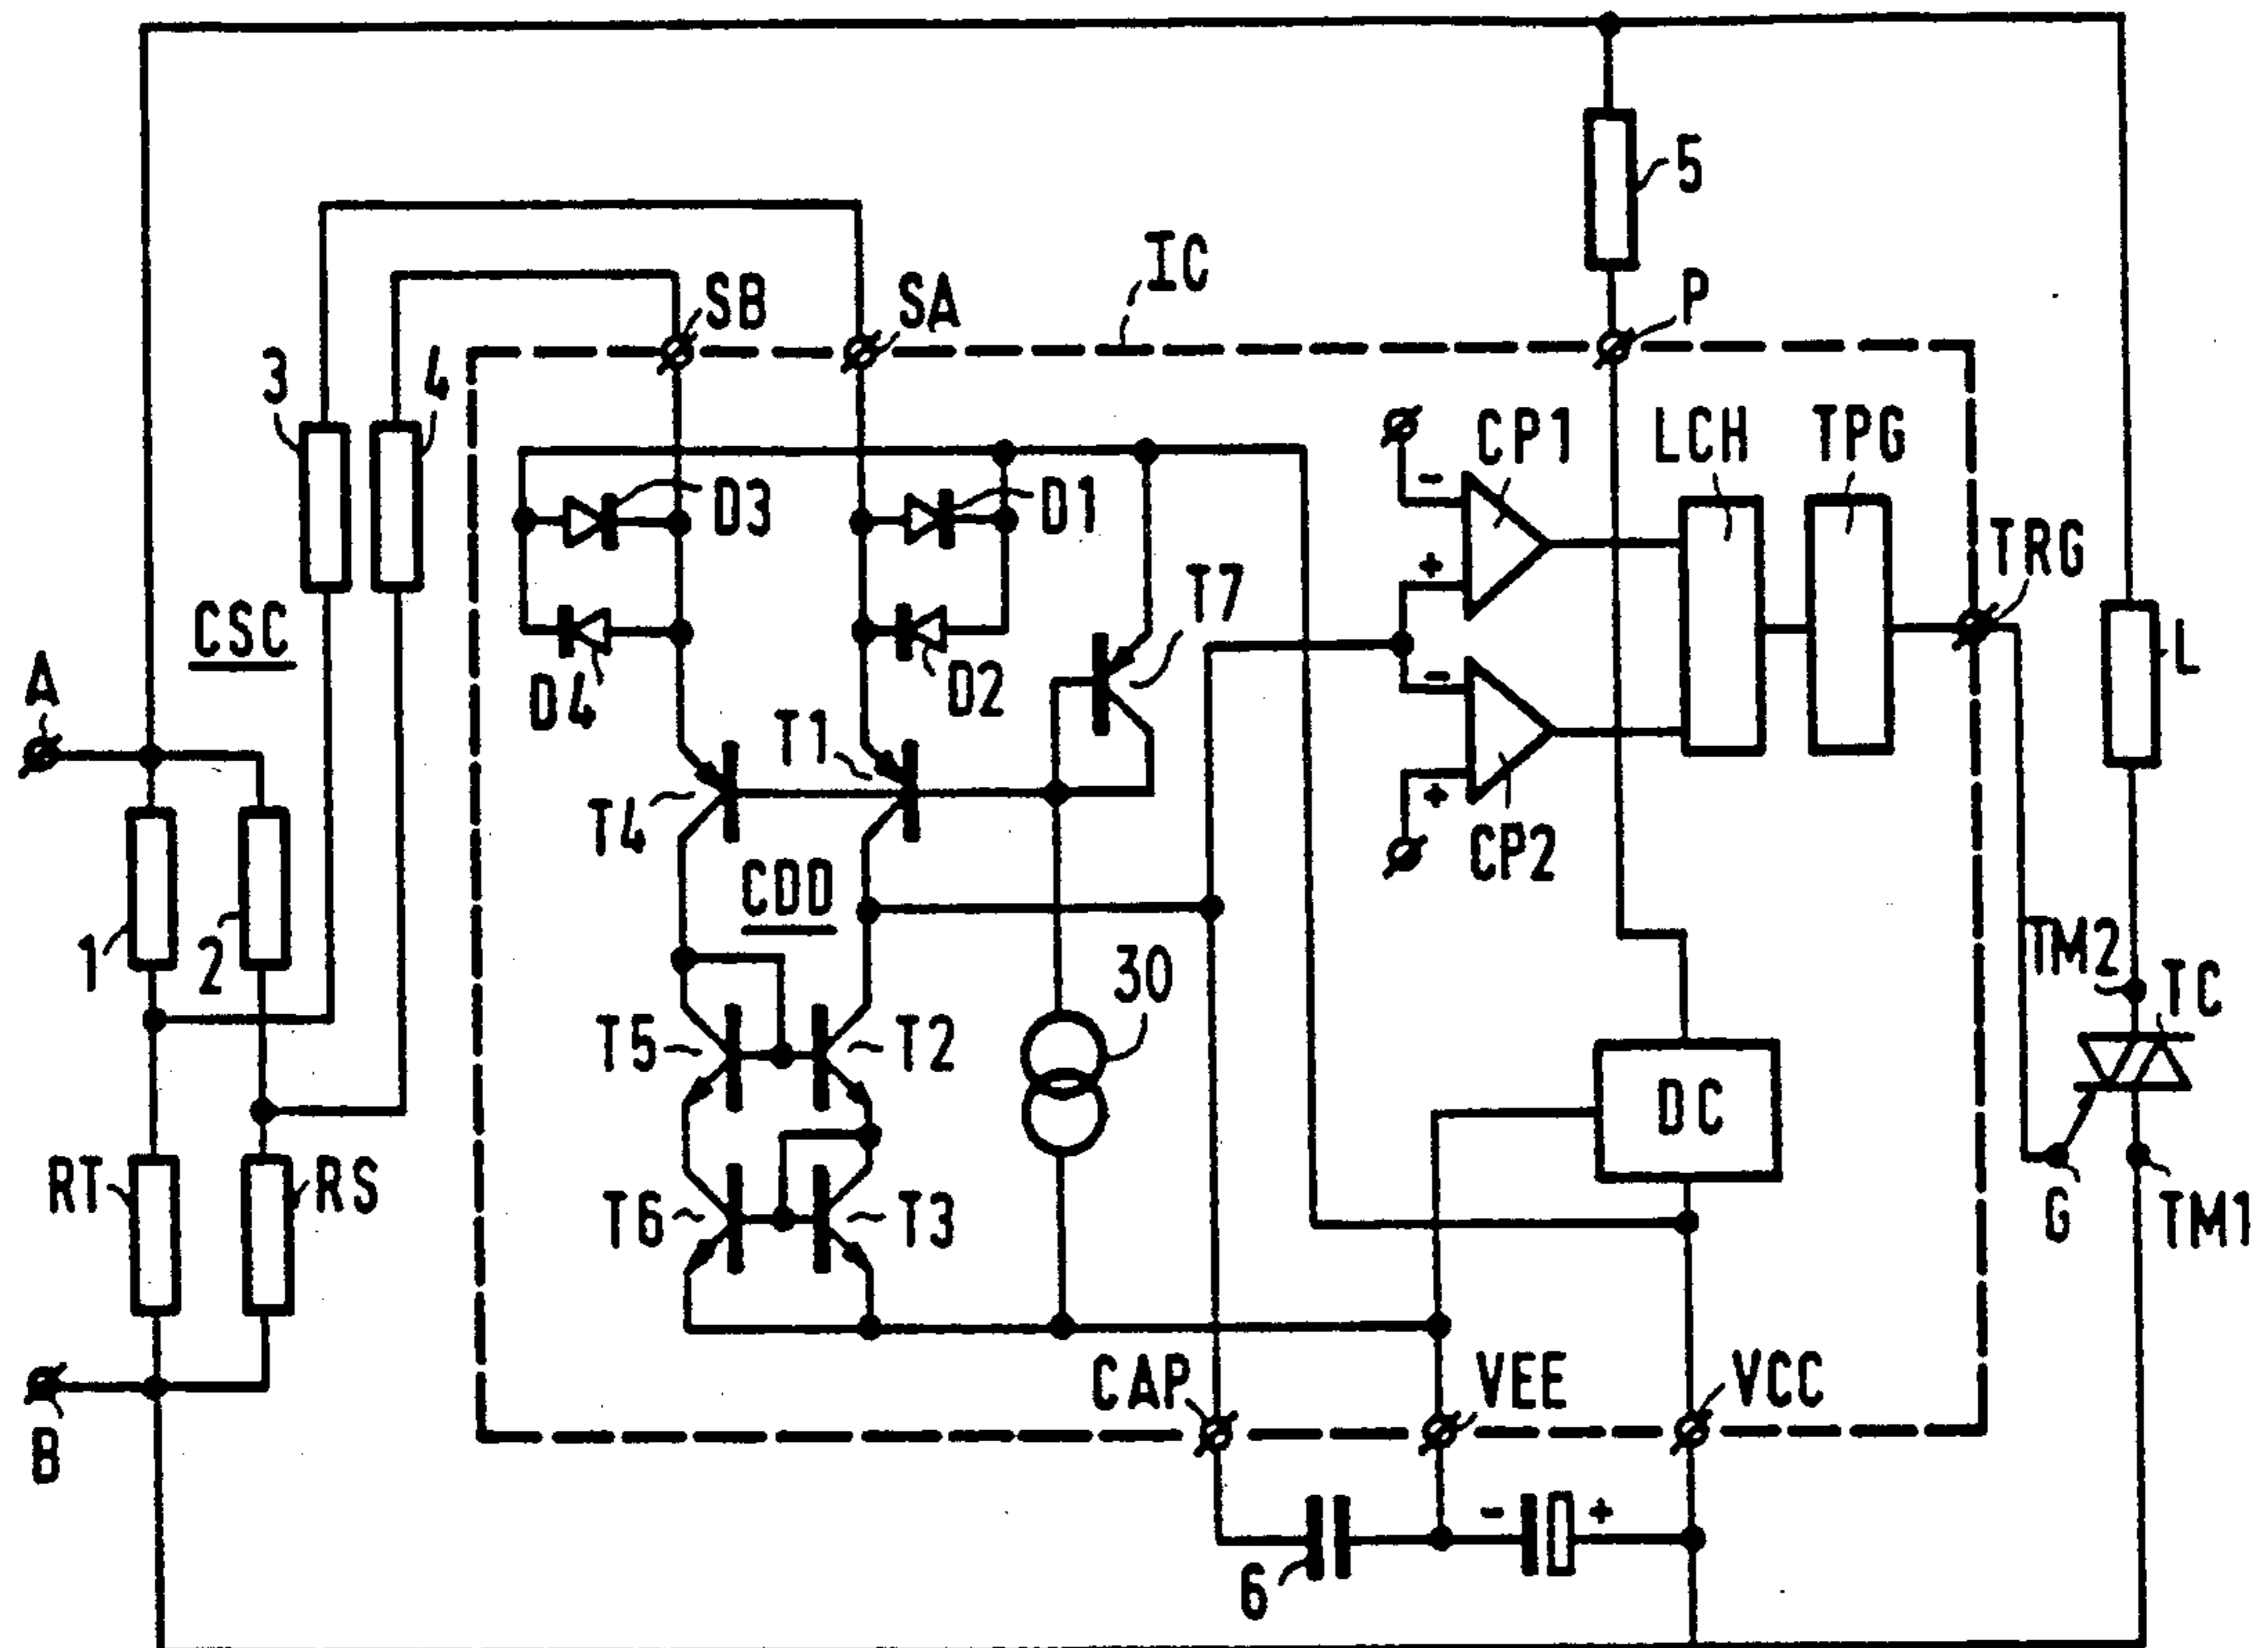 5
IC
SB
SA
P
3
4
CP1
LCH
TPG
D3
D1
TRG
T7
CSC
-
+
A
D4
D2
L
T1
-
T4
+
CP2
CDD
1
2
30
TM2
TC
T5
T2
DC
RT
RS
T6
T3
G
TM1
CAP
VEE
VCC
B
-
+
6